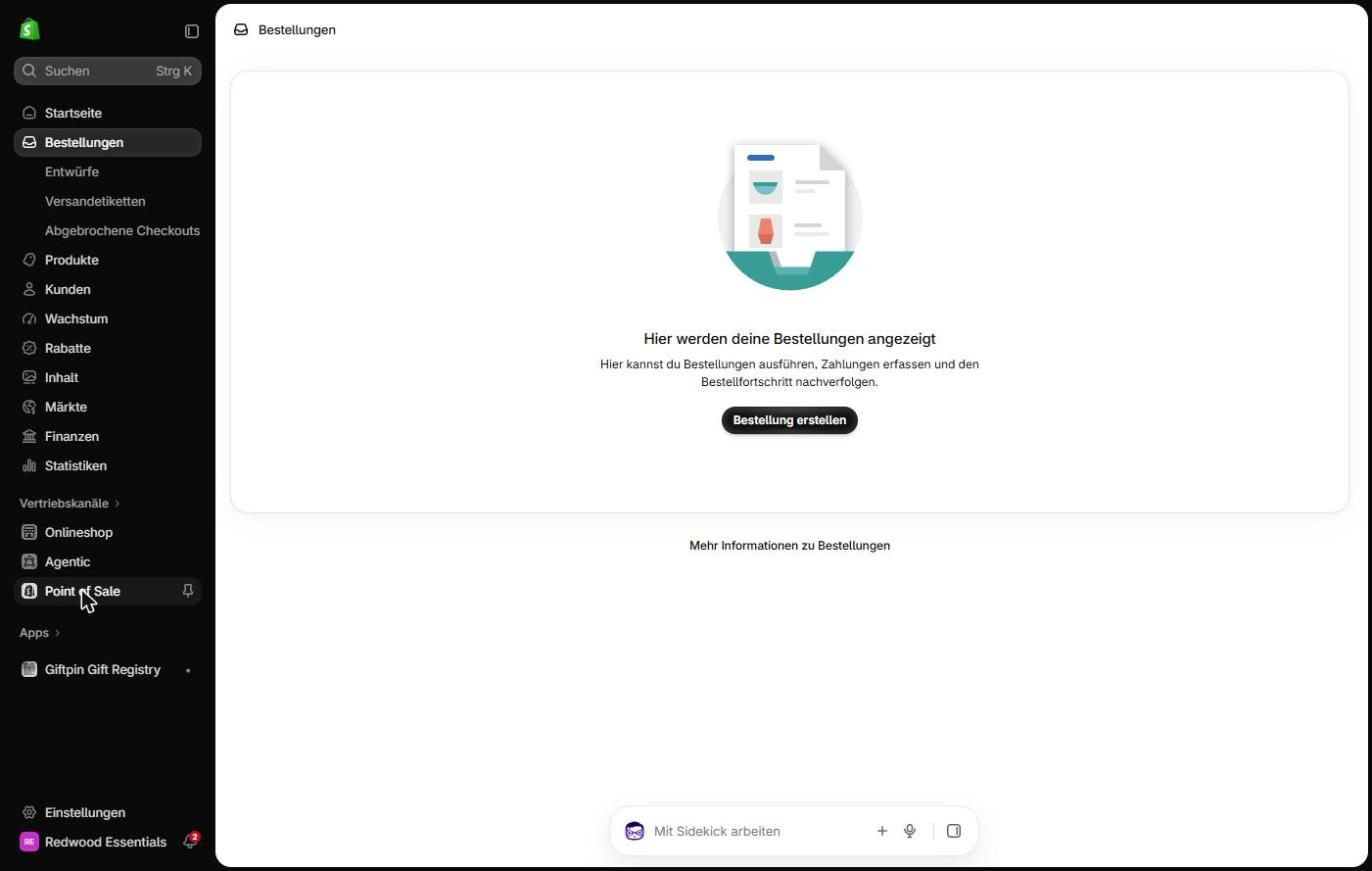 Suchen Strg K
Startseite
Bestellungen
Entwürfe
Versandetiketten
Abgebrochene Checkouts
Produkte
Kunden
Wachstum
Rabatte
Inhalt
Märkte
Finanzen
Statistiken
Vertriebskanäle
Onlineshop
Agentic
Point of Sale
Apps
Giftpin Gift Registry
Einstellungen
RE Redwood Essentials 2
Bestellungen
Hier werden deine Bestellungen angezeigt
Hier kannst du Bestellungen ausführen, Zahlungen erfassen und den
Bestellfortschritt nachverfolgen.
Bestellung erstellen
Mehr Informationen zu Bestellungen
Mit Sidekick arbeiten